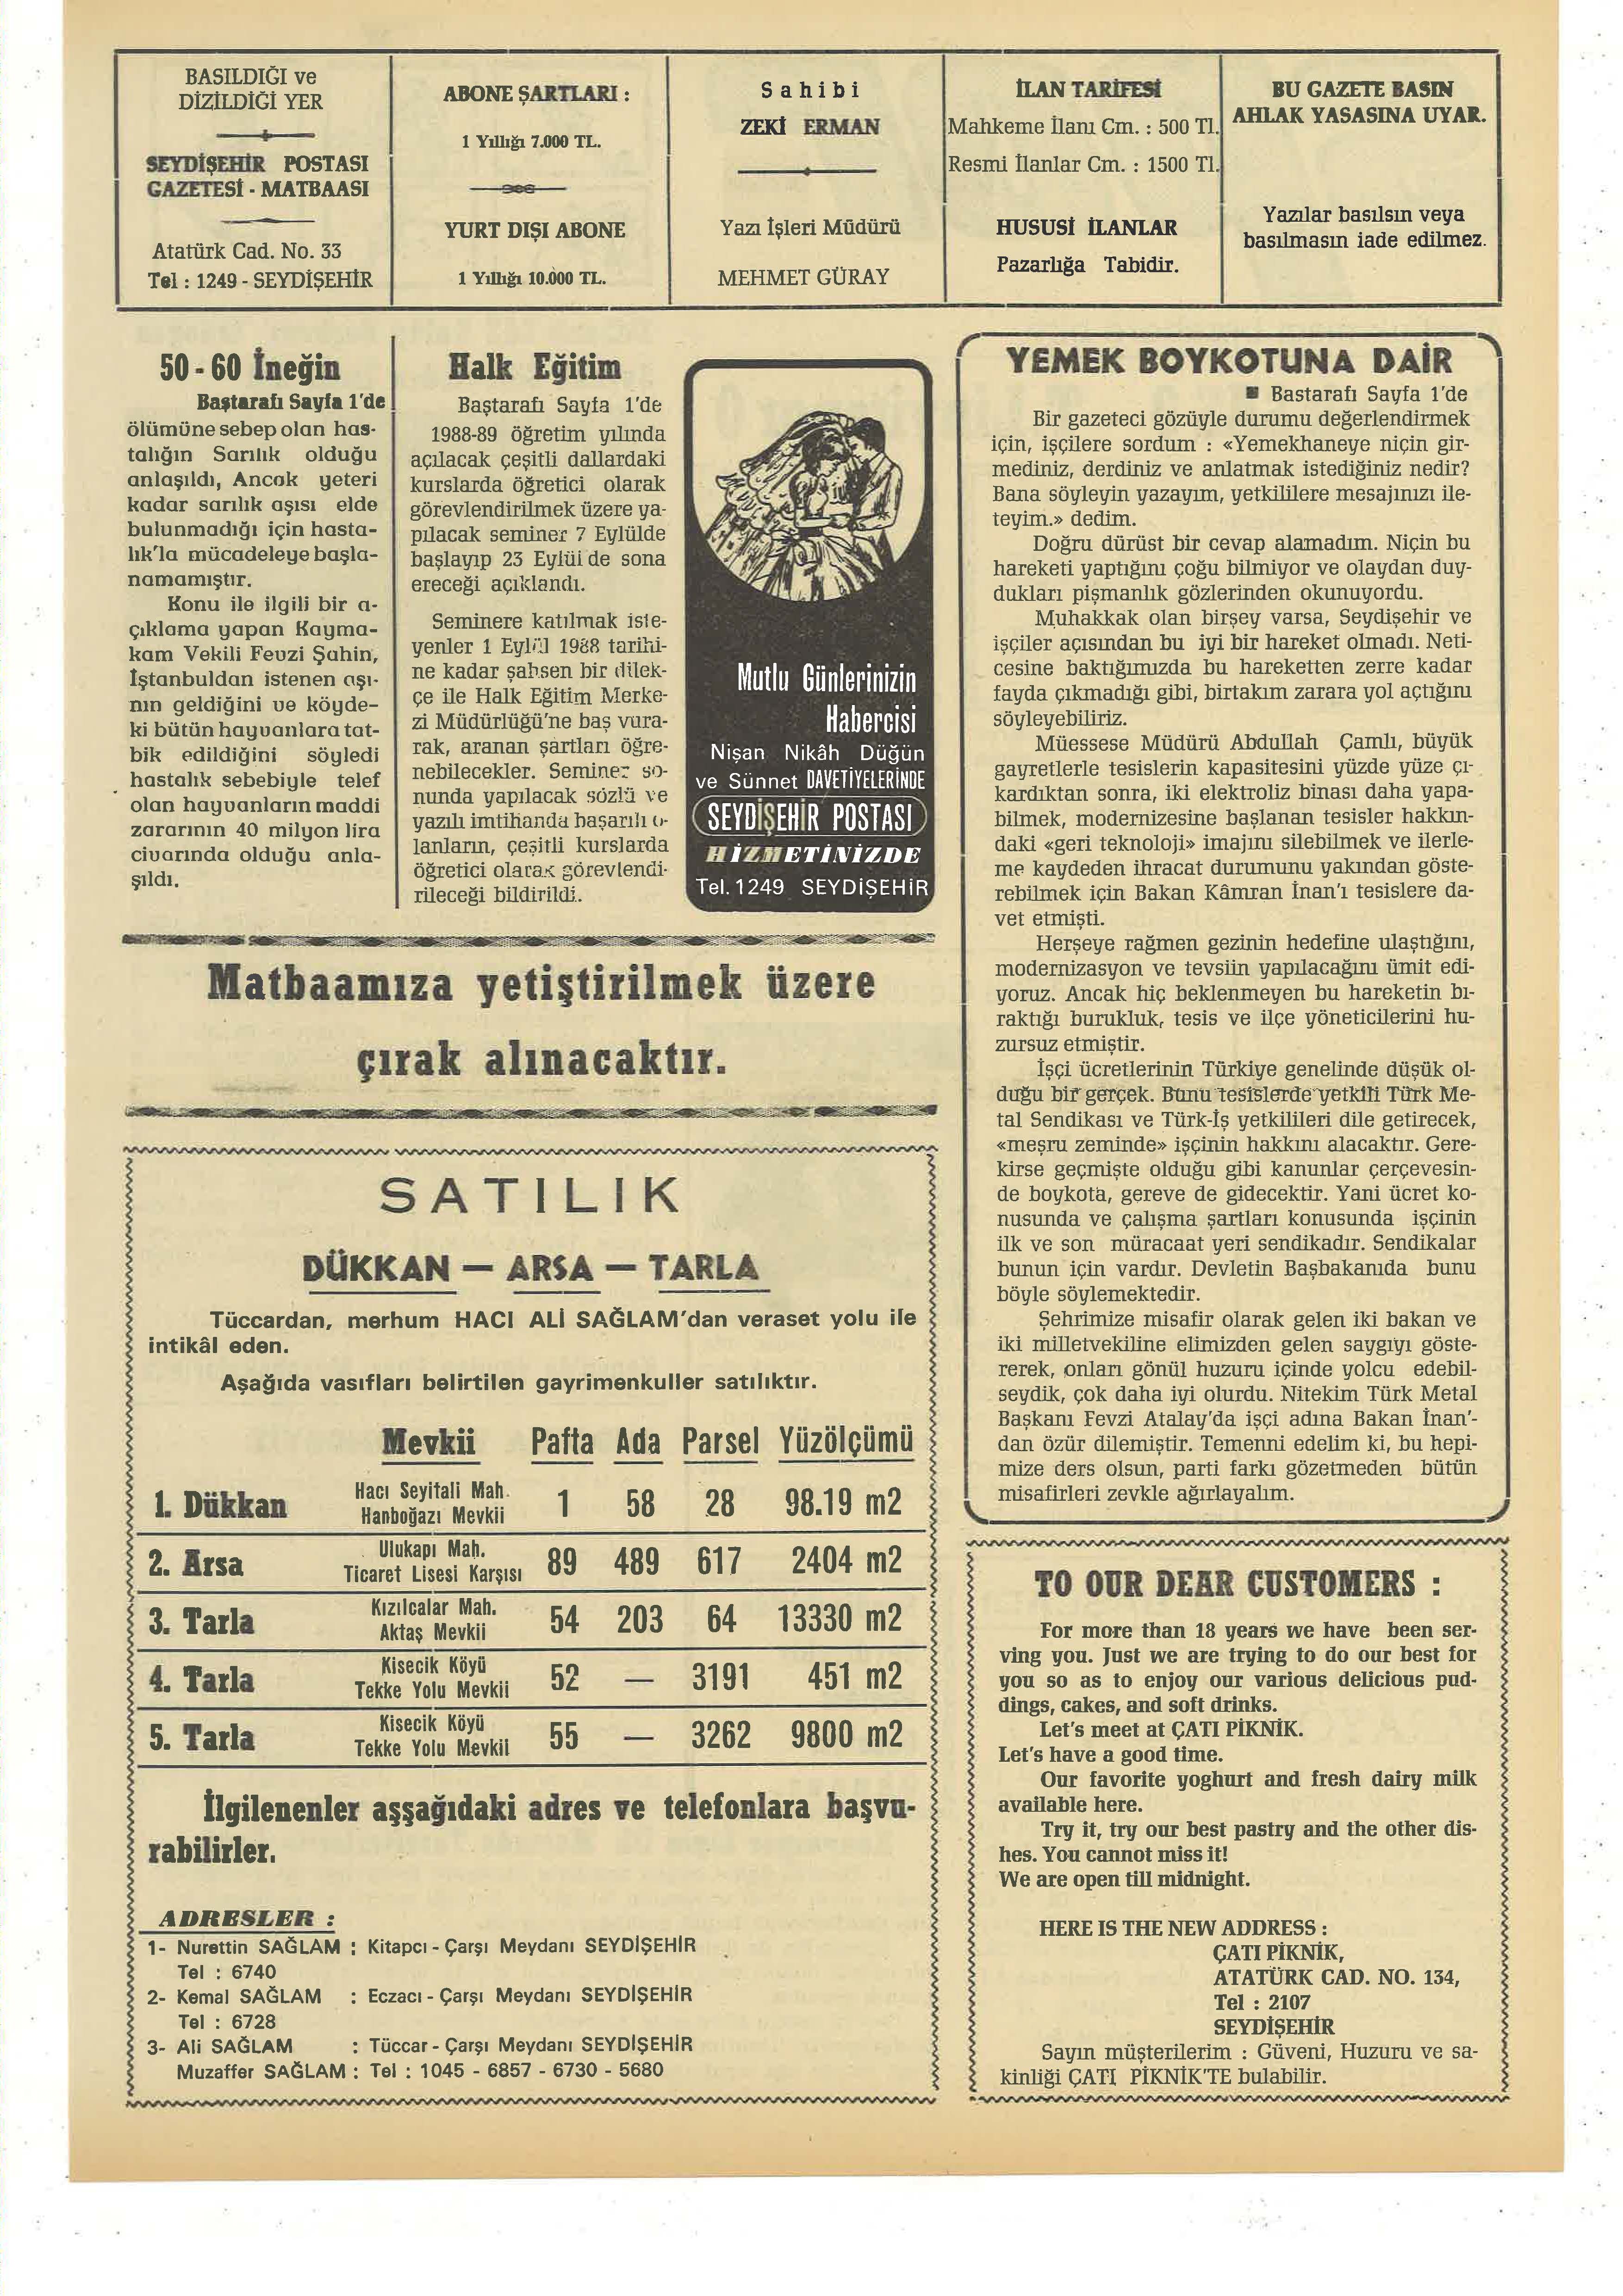 BASILDIĞI ve
DİZİLDİĞİ YER
SEYDİŞEHİR POSTASI
GAZETESİ - MATBAASI
Atatürk Cad. No. 33
Tel : 1249 - SEYDİŞEHİR
ABONE ŞARTLARI :
1 Yıllığı 7.000 TL.
YURT DIŞI ABONE
1 Yıllığı 10.000 TL.
Sahibi
ZEKİ ERMAN
Yazı İşleri Müdürü
MEHMET GÜRAY
İLAN TARİFESİ
Mahkeme İlanı Cm. : 500 Tl.
Resmi İlanlar Cm. : 1500 Tl.
HUSUSİ İLANLAR
Pazarlığa Tabidir.
BU GAZETE BASIN
AHLAK YASASINA UYAR.
Yazılar basılsın veya
basılmasın iade edilmez.
50 - 60 İneğin
Baştarafı Sayfa 1'de
ölümüne sebep olan has-
talığın Sarılık olduğu
anlaşıldı, Ancak yeteri
kadar sarılık aşısı elde
bulunmadığı için hasta-
lık'la mücadeleye başla-
namamıştır.
Konu ile ilgili bir a-
çıklama yapan Kayma-
kam Vekili Fevzi Şahin,
İştanbuldan istenen aşı-
nın geldiğini ve köyde-
ki bütün hayvanlara tat-
bik edildiğini söyledi
hastalık sebebiyle telef
olan hayvanların maddi
zararının 40 milyon lira
civarında olduğu anla-
şıldı.
Halk Eğitim
Baştarafı Sayfa 1'de
1988-89 öğretim yılında
açılacak çeşitli dallardaki
kurslarda öğretici olarak
görevlendirilmek üzere ya-
pılacak seminer 7 Eylülde
başlayıp 23 Eylül de sona
ereceği açıklandı.
Seminere katılmak iste-
yenler 1 Eylül 1988 tarihi-
ne kadar şahsen bir dilek-
çe ile Halk Eğitim Merke-
zi Müdürlüğü'ne baş vura-
rak, aranan şartları öğre-
nebilecekler. Seminer so-
nunda yapılacak sözlü ve
yazılı imtihanda başarılı o-
lanların, çeşitli kurslarda
öğretici olarak görevlendi-
rileceği bildirildi.
Mutlu Günlerinizin
Habercisi
Nişan Nikâh Düğün
ve Sünnet DAVETİYELERİNDE
SEYDİŞEHİR POSTASI
HİZMETİNİZDE
Tel. 1249 SEYDİŞEHİR
Matbaamıza yetiştirilmek üzere
çırak alınacaktır.
SATILIK
DÜKKAN — ARSA — TARLA
Tüccardan, merhum HACI ALİ SAĞLAM'dan veraset yolu ile
intikâl eden.
Aşağıda vasıfları belirtilen gayrimenkuller satılıktır.
Mevkii Pafta Ada Parsel Yüzölçümü
Hacı Seyitali Mah.
1. Dükkan Hanboğazı Mevkii 1 58 28 98.19 m2
Ulukapı Mah.
2. Arsa Ticaret Lisesi Karşısı 89 489 617 2404 m2
Kızılcalar Mah.
3. Tarla Aktaş Mevkii 54 203 64 13330 m2
Kisecik Köyü
4. Tarla Tekke Yolu Mevkii 52 — 3191 451 m2
Kisecik Köyü
5. Tarla Tekke Yolu Mevkii 55 — 3262 9800 m2
İlgilenenler aşşağıdaki adres ve telefonlara başvu-
rabilirler.
ADRESLER :
1- Nurettin SAĞLAM : Kitapcı - Çarşı Meydanı SEYDİŞEHİR
Tel : 6740
2- Kemal SAĞLAM : Eczacı - Çarşı Meydanı SEYDİŞEHİR
Tel : 6728
3- Ali SAĞLAM : Tüccar - Çarşı Meydanı SEYDİŞEHİR
Muzaffer SAĞLAM : Tel : 1045 - 6857 - 6730 - 5680
YEMEK BOYKOTUNA DAİR
■ Bastarafı Sayfa 1'de
Bir gazeteci gözüyle durumu değerlendirmek
için, işçilere sordum : «Yemekhaneye niçin gir-
mediniz, derdiniz ve anlatmak istediğiniz nedir?
Bana söyleyin yazayım, yetkililere mesajınızı ile-
teyim.» dedim.
Doğru dürüst bir cevap alamadım. Niçin bu
hareketi yaptığını çoğu bilmiyor ve olaydan duy-
dukları pişmanlık gözlerinden okunuyordu.
Muhakkak olan birşey varsa, Seydişehir ve
işçiler açısından bu iyi bir hareket olmadı. Neti-
cesine baktığımızda bu hareketten zerre kadar
fayda çıkmadığı gibi, birtakım zarara yol açtığını
söyleyebiliriz.
Müessese Müdürü Abdullah Çamlı, büyük
gayretlerle tesislerin kapasitesini yüzde yüze çı-
kardıktan sonra, iki elektroliz binası daha yapa-
bilmek, modernizesine başlanan tesisler hakkın-
daki «geri teknoloji» imajını silebilmek ve ilerle-
me kaydeden ihracat durumunu yakından göste-
rebilmek için Bakan Kâmran İnan'ı tesislere da-
vet etmişti.
Herşeye rağmen gezinin hedefine ulaştığını,
modernizasyon ve tevsiin yapılacağını ümit edi-
yoruz. Ancak hiç beklenmeyen bu hareketin bı-
raktığı burukluk, tesis ve ilçe yöneticilerini hu-
zursuz etmiştir.
İşçi ücretlerinin Türkiye genelinde düşük ol-
duğu bir gerçek. Bunu tesislerde yetkili Türk Me-
tal Sendikası ve Türk-İş yetkilileri dile getirecek,
«meşru zeminde» işçinin hakkını alacaktır. Gere-
kirse geçmişte olduğu gibi kanunlar çerçevesin-
de boykota, gereve de gidecektir. Yani ücret ko-
nusunda ve çalışma şartları konusunda işçinin
ilk ve son müracaat yeri sendikadır. Sendikalar
bunun için vardır. Devletin Başbakanıda bunu
böyle söylemektedir.
Şehrimize misafir olarak gelen iki bakan ve
iki milletvekiline elimizden gelen saygıyı göste-
rerek, onları gönül huzuru içinde yolcu edebil-
seydik, çok daha iyi olurdu. Nitekim Türk Metal
Başkanı Fevzi Atalay'da işçi adına Bakan İnan'-
dan özür dilemiştir. Temenni edelim ki, bu hepi-
mize ders olsun, parti farkı gözetmeden bütün
misafirleri zevkle ağırlayalım.
TO OUR DEAR CUSTOMERS :
For more than 18 years we have been ser-
ving you. Just we are trying to do our best for
you so as to enjoy our various delicious pud-
dings, cakes, and soft drinks.
Let's meet at ÇATI PİKNİK.
Let's have a good time.
Our favorite yoghurt and fresh dairy milk
available here.
Try it, try our best pastry and the other dis-
hes. You cannot miss it!
We are open till midnight.
HERE IS THE NEW ADDRESS :
ÇATI PİKNİK,
ATATÜRK CAD. NO. 134,
Tel : 2107
SEYDİŞEHİR
Sayın müşterilerim : Güveni, Huzuru ve sa-
kinliği ÇATI PİKNİK'TE bulabilir.